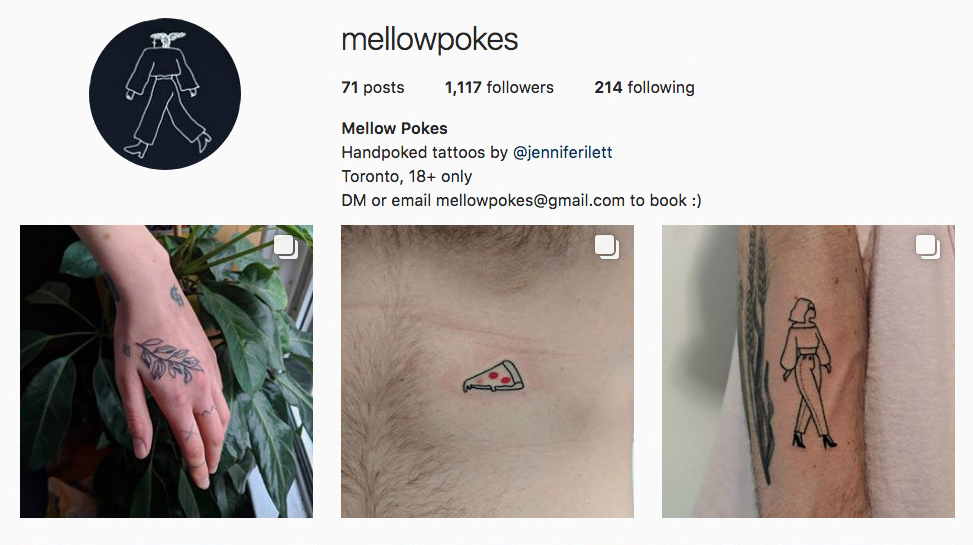 mellowpokes
71 posts 1,117 followers 214 following
Mellow Pokes
Handpoked tattoos by @jenniferilett
Toronto, 18+ only
DM or email mellowpokes@gmail.com to book :)